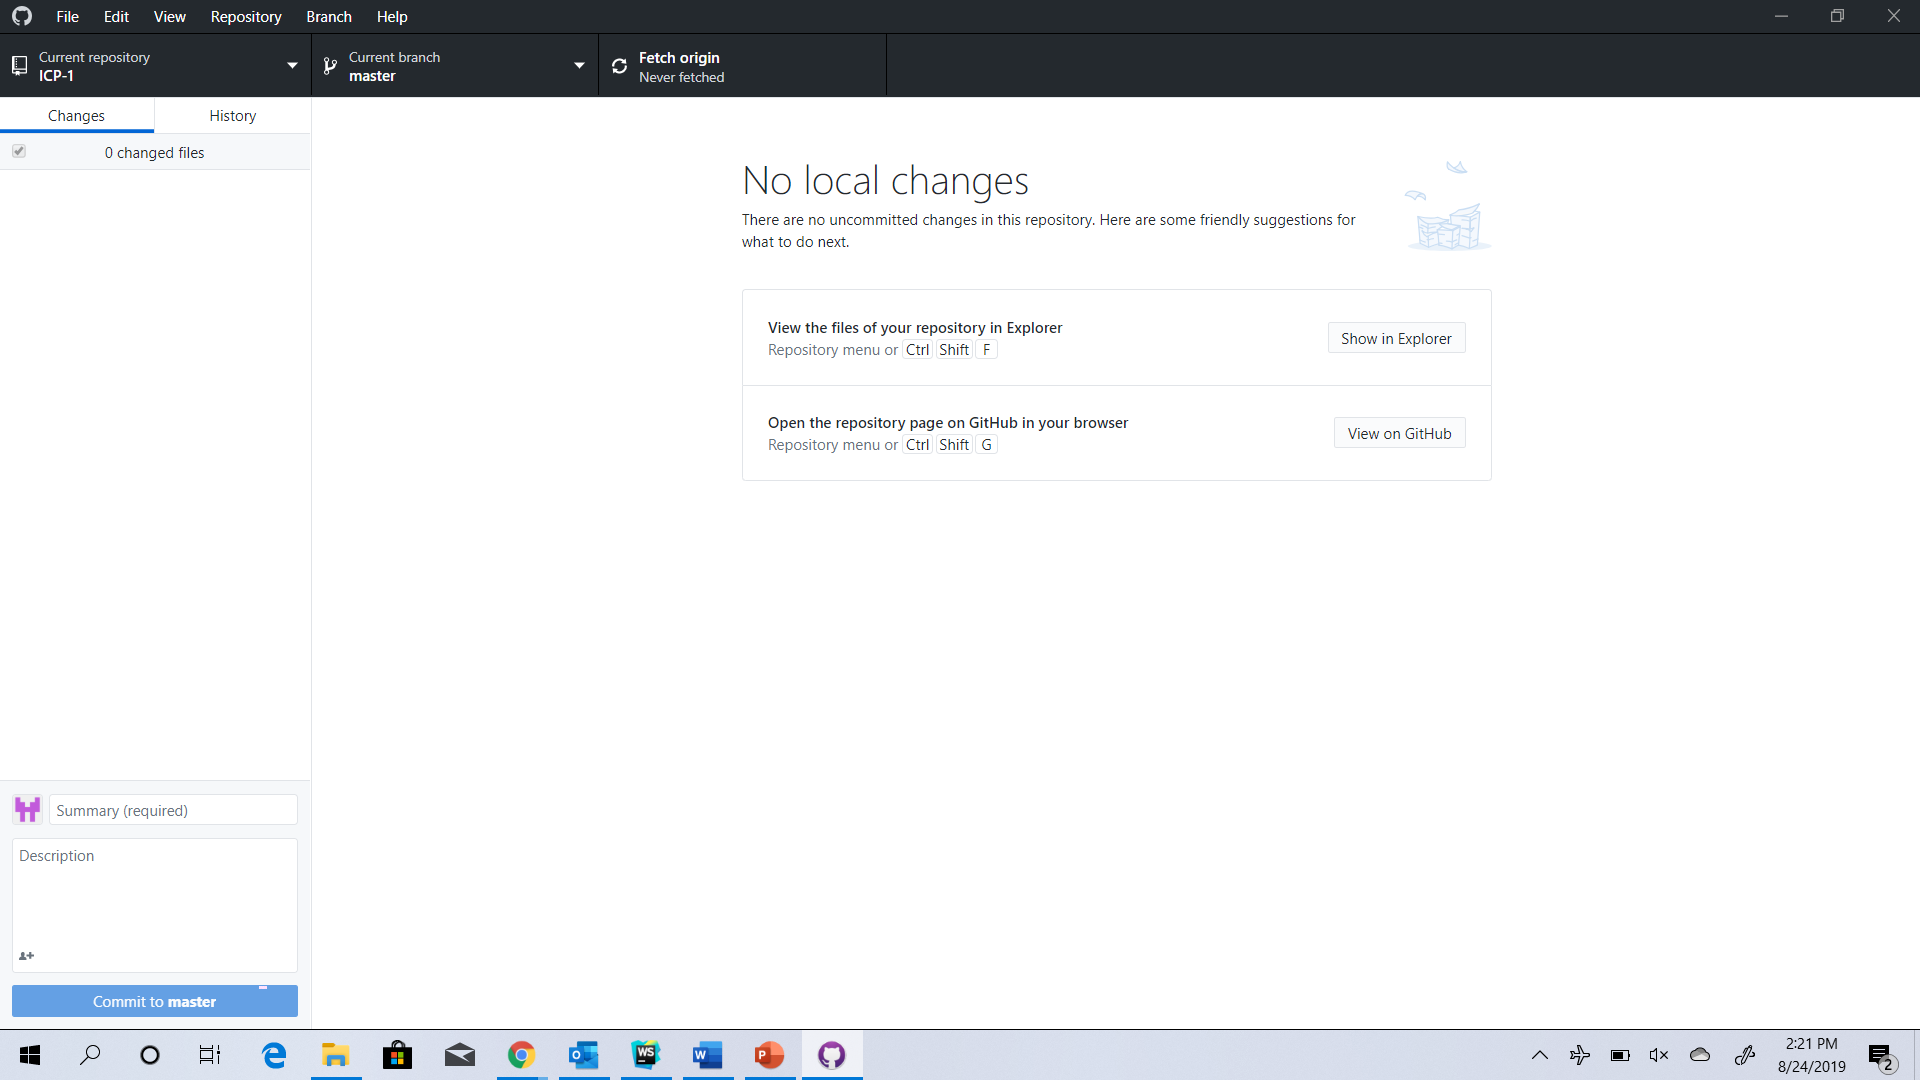 File Edit View Repository Branch Help
Current repository
ICP-1
Current branch
master
Fetch origin
Never fetched
Changes History
0 changed files
No local changes
There are no uncommitted changes in this repository. Here are some friendly suggestions for
what to do next.
View the files of your repository in Explorer
Repository menu or Ctrl Shift F
Show in Explorer
Open the repository page on GitHub in your browser
Repository menu or Ctrl Shift G
View on GitHub
Summary (required)
Description
Commit to master
O WS W P
2:21 PM
8/24/2019
2